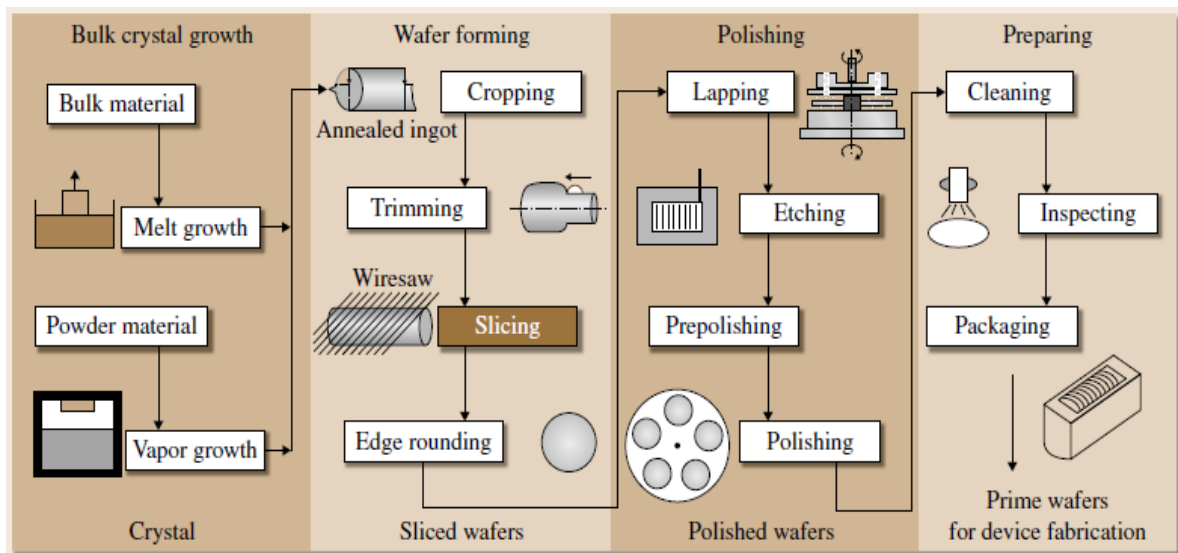 Bulk crystal growth
Bulk material
Melt growth
Powder material
Vapor growth
Crystal
Wafer forming
Annealed ingot
Cropping
Trimming
Wiresaw
Slicing
Edge rounding
Sliced wafers
Polishing
Lapping
Etching
Prepolishing
Polishing
Polished wafers
Preparing
Cleaning
Inspecting
Packaging
Prime wafers
for device fabrication